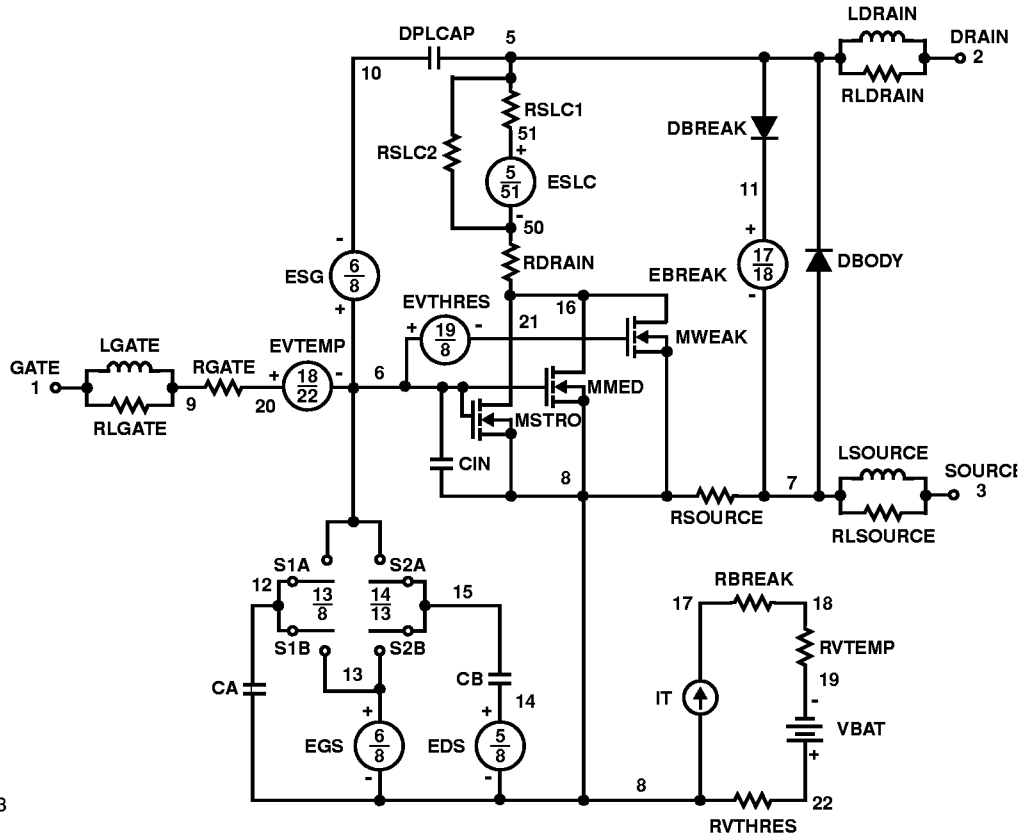 LDRAIN
DPLCAP 5 DRAIN
10 2
RSLC1 RLDRAIN
51 DBREAK
+
RSLC2
5
51
ESLC
11
-
50
+
-
RDRAIN
17
18
EBREAK
DBODY
6
8
ESG
-
EVTHRES
16
+
21
+
19
8
-
MWEAK
LGATE
EVTEMP
GATE
RGATE
+
18
22
-
6
1
MMED
9
20
RLGATE
MSTRO
CIN
LSOURCE
8
7
SOURCE
3
RSOURCE
RLSOURCE
S1A
S2A
12
13
8
14
13
15
RBREAK
17
18
S1B
S2B
RVTEMP
13
CB
CA
19
14
IT
-
+
+
VBAT
EGS
6
8
EDS
5
8
+
-
-
8
22
RVTHRES
3